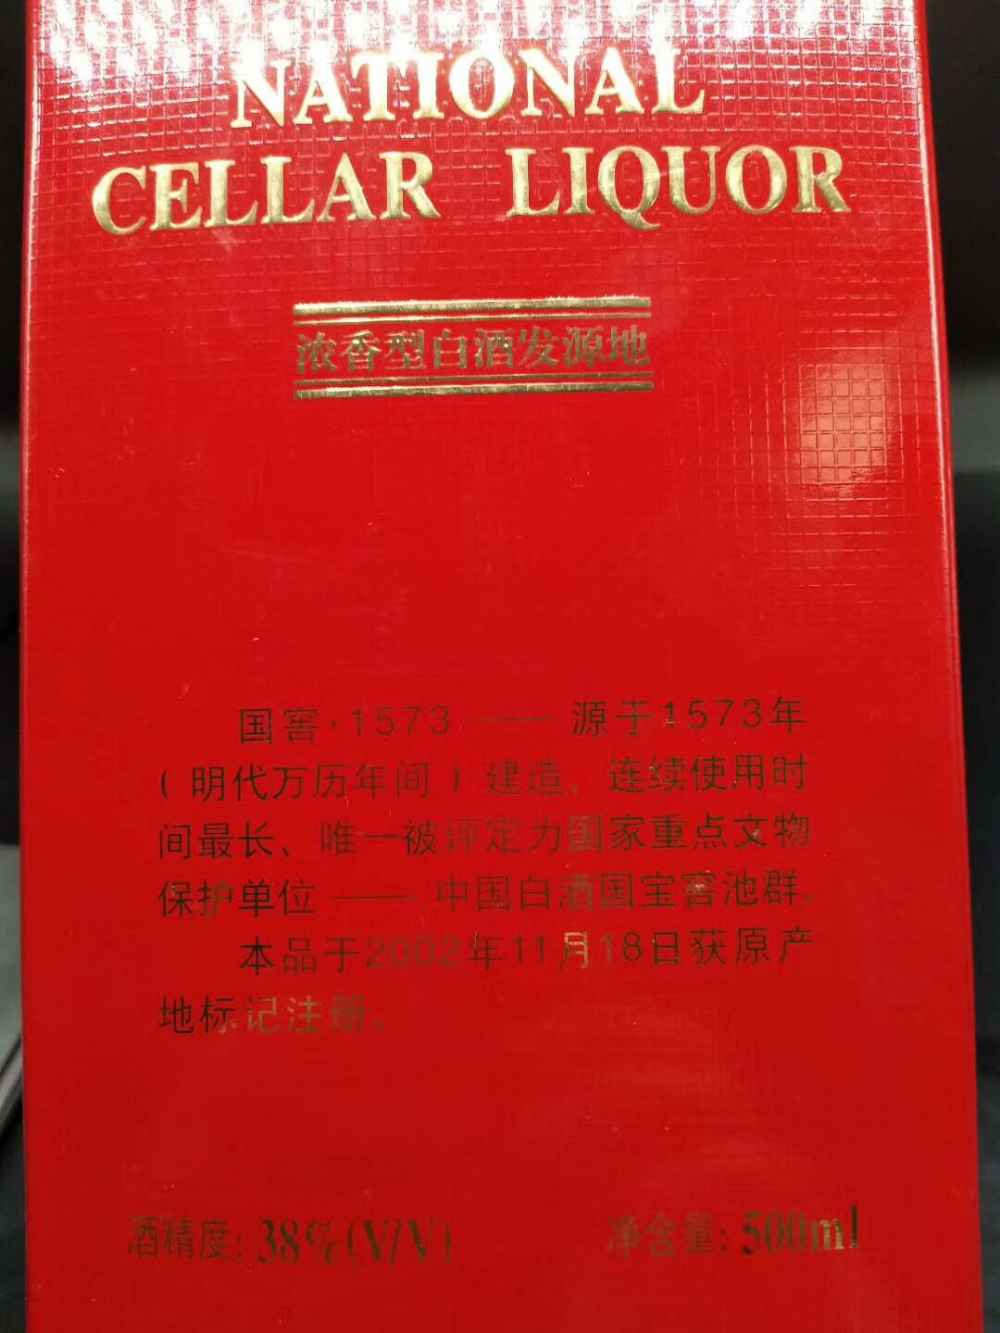 NATIONAL
CELLAR LIQUOR
浓香型白酒发源地
国窖·1573 —— 源于1573年
(明代万历年间)建造、连续使用时
间最长、唯一被评定为国家重点文物
保护单位 —— 中国白酒国宝窖池群。
本品于2002年11月18日获原产
地标记注册。
酒精度: 38%(V/V)
净含量: 500ml